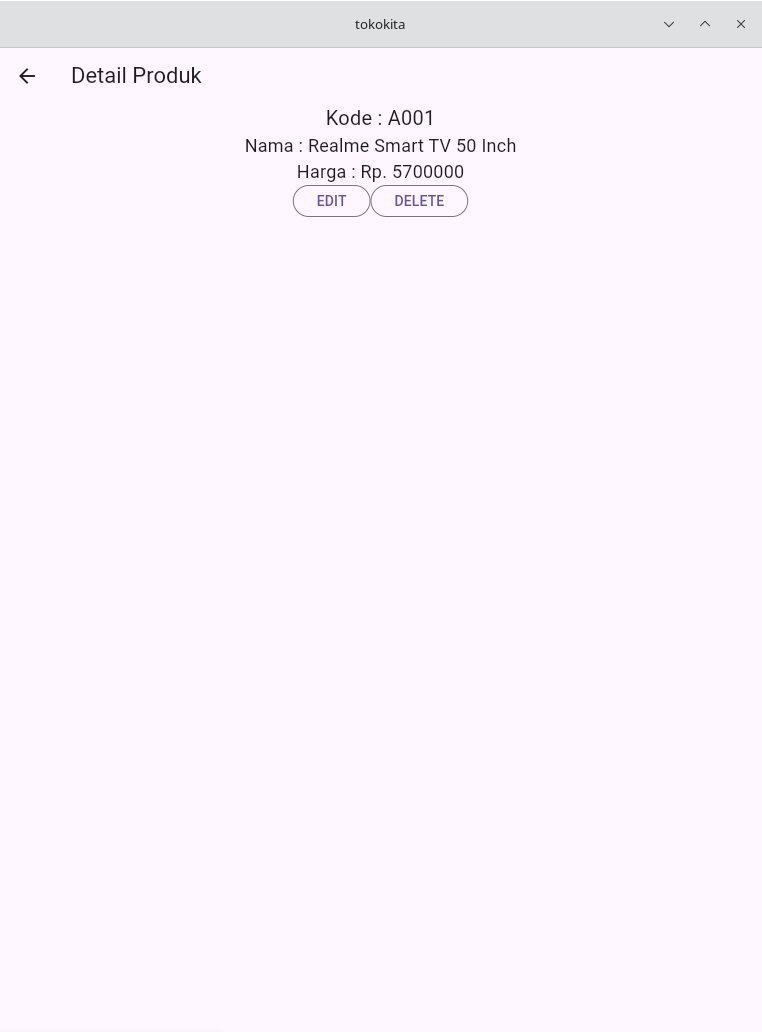 tokokita
Detail Produk
Kode : A001
Nama : Realme Smart TV 50 Inch
Harga : Rp. 5700000
EDIT DELETE